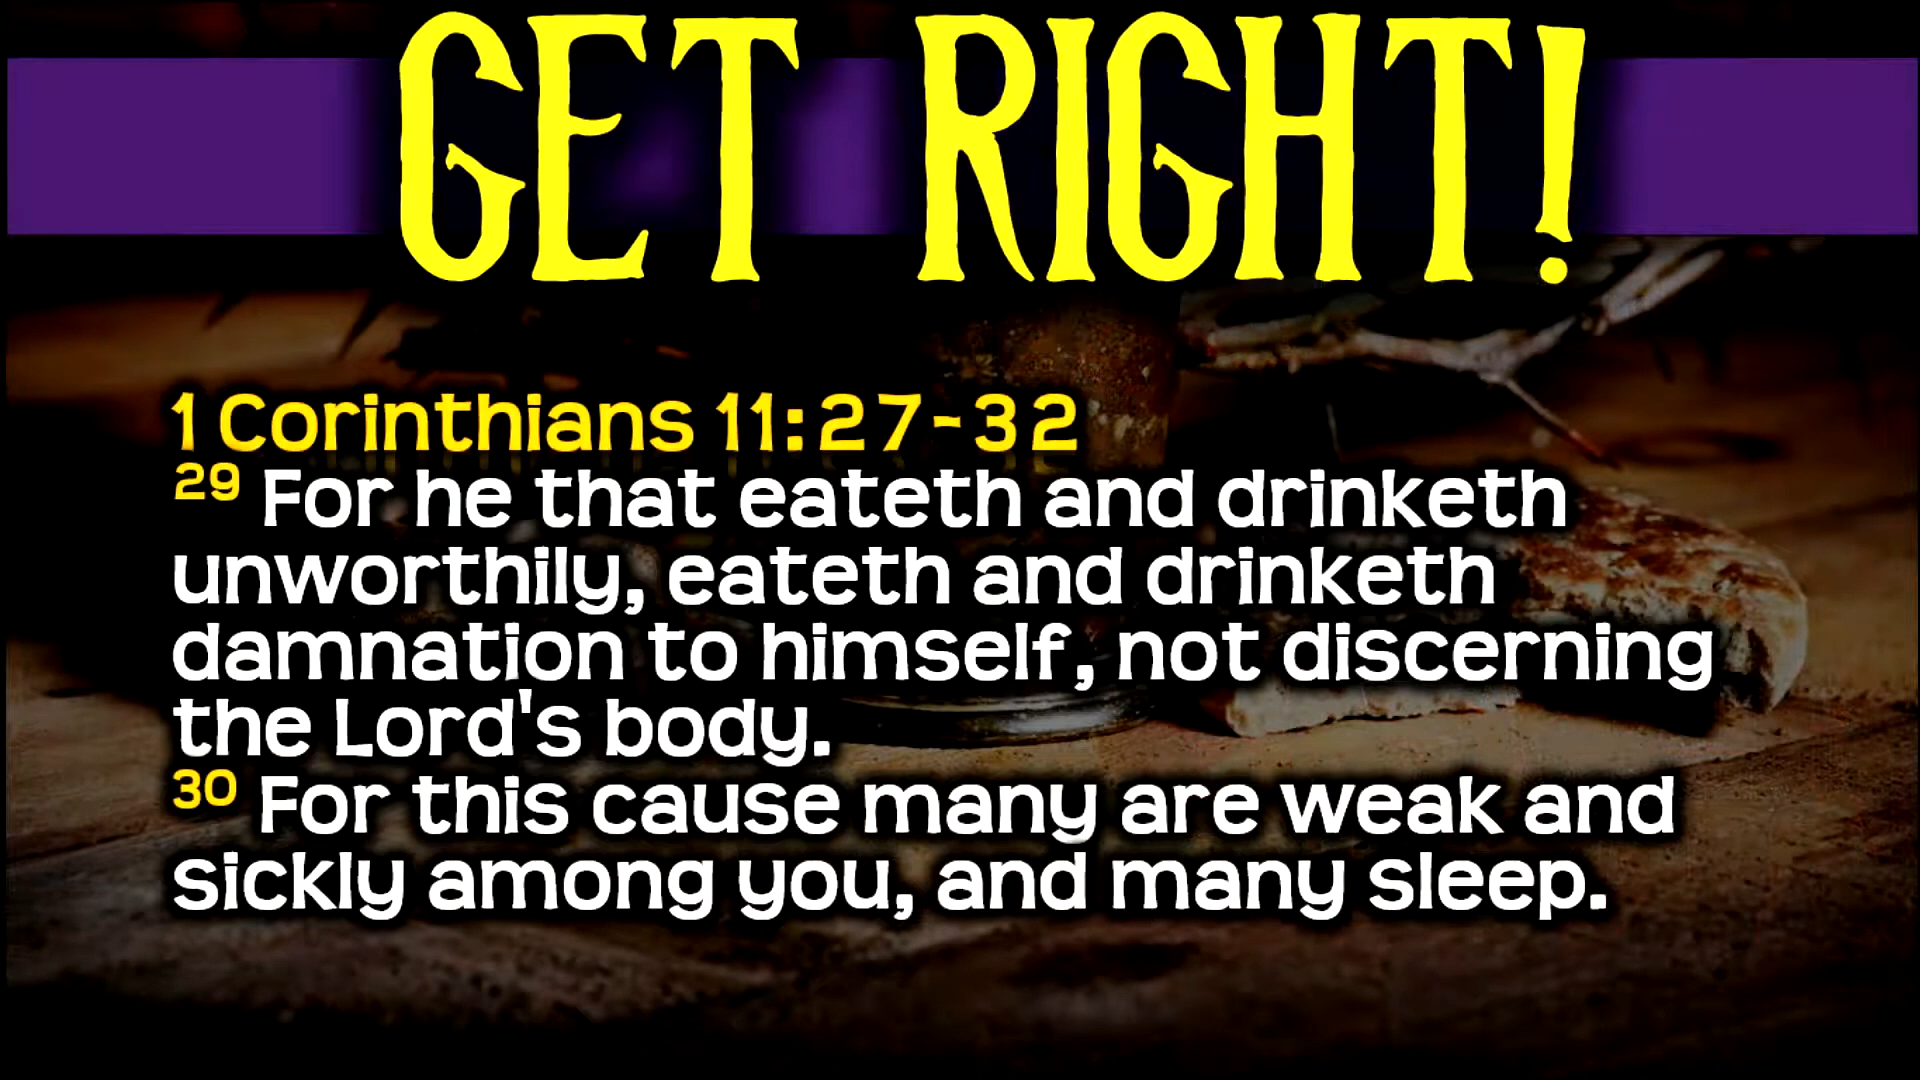 GET RIGHT!
1 Corinthians 11:27-32
29 For he that eateth and drinketh
unworthily, eateth and drinketh
damnation to himself, not discerning
the Lord's body.
30 For this cause many are weak and
sickly among you, and many sleep.